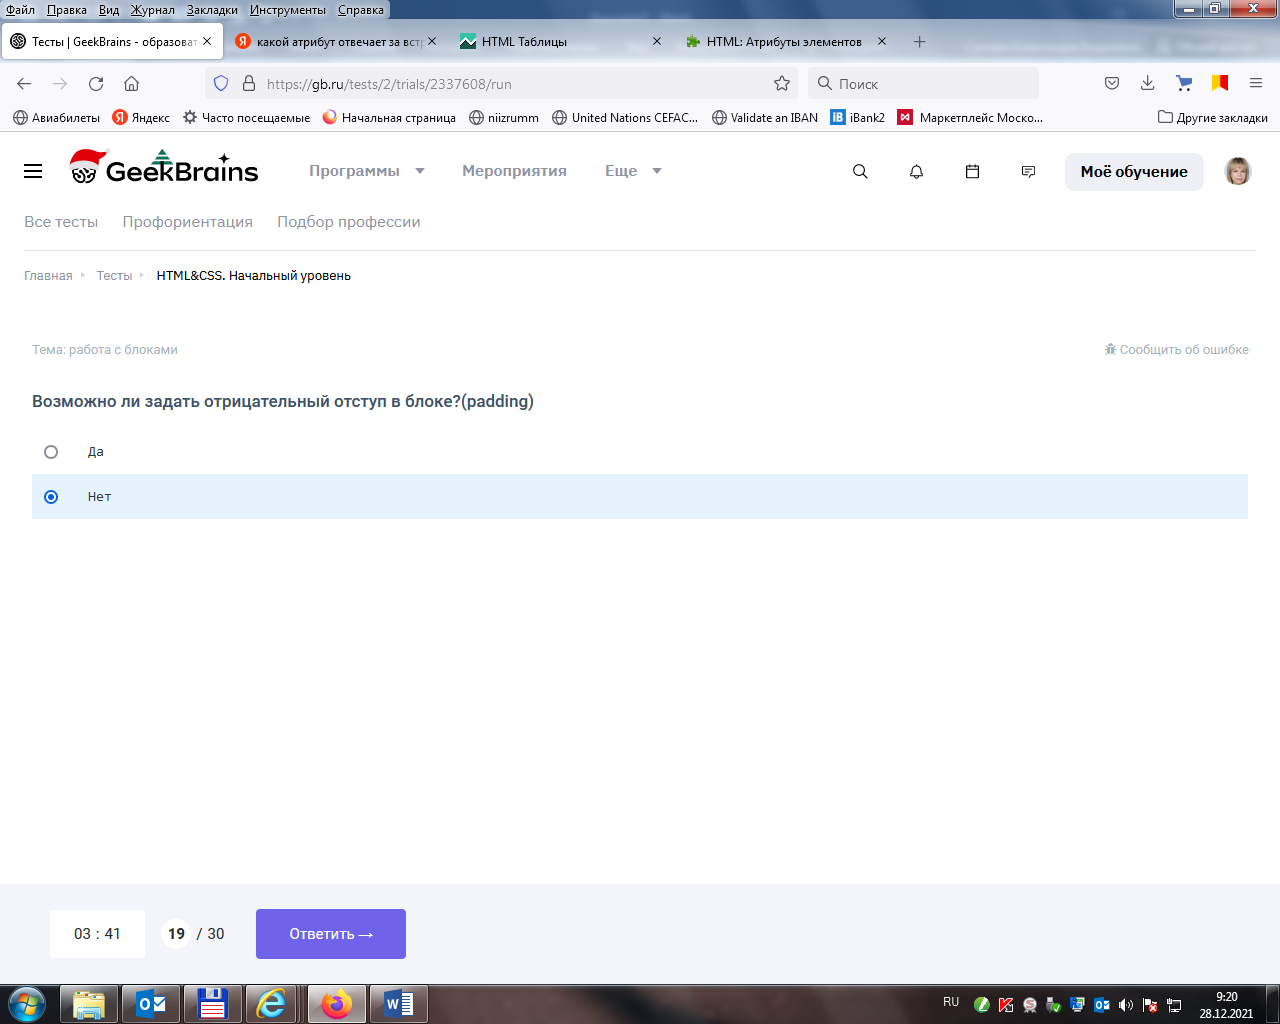 Файл Правка Вид Журнал Закладки Инструменты Справка
Тесты | GeekBrains - образоват
какой атрибут отвечает за встр
HTML Таблицы
HTML: Атрибуты элементов
https://gb.ru/tests/2/trials/2337608/run
Поиск
Авиабилеты Яндекс Часто посещаемые Начальная страница niizrumm United Nations CEFAC... Validate an IBAN iBank2 Маркетплейс Моско... Другие закладки
GeekBrains Программы Мероприятия Еще Моё обучение
Все тесты Профориентация Подбор профессии
Главная Тесты HTML&CSS. Начальный уровень
Тема: работа с блоками Сообщить об ошибке
Возможно ли задать отрицательный отступ в блоке?(padding)
Да
Нет
03 : 41 19 / 30 Ответить →
RU 9:20
28.12.2021